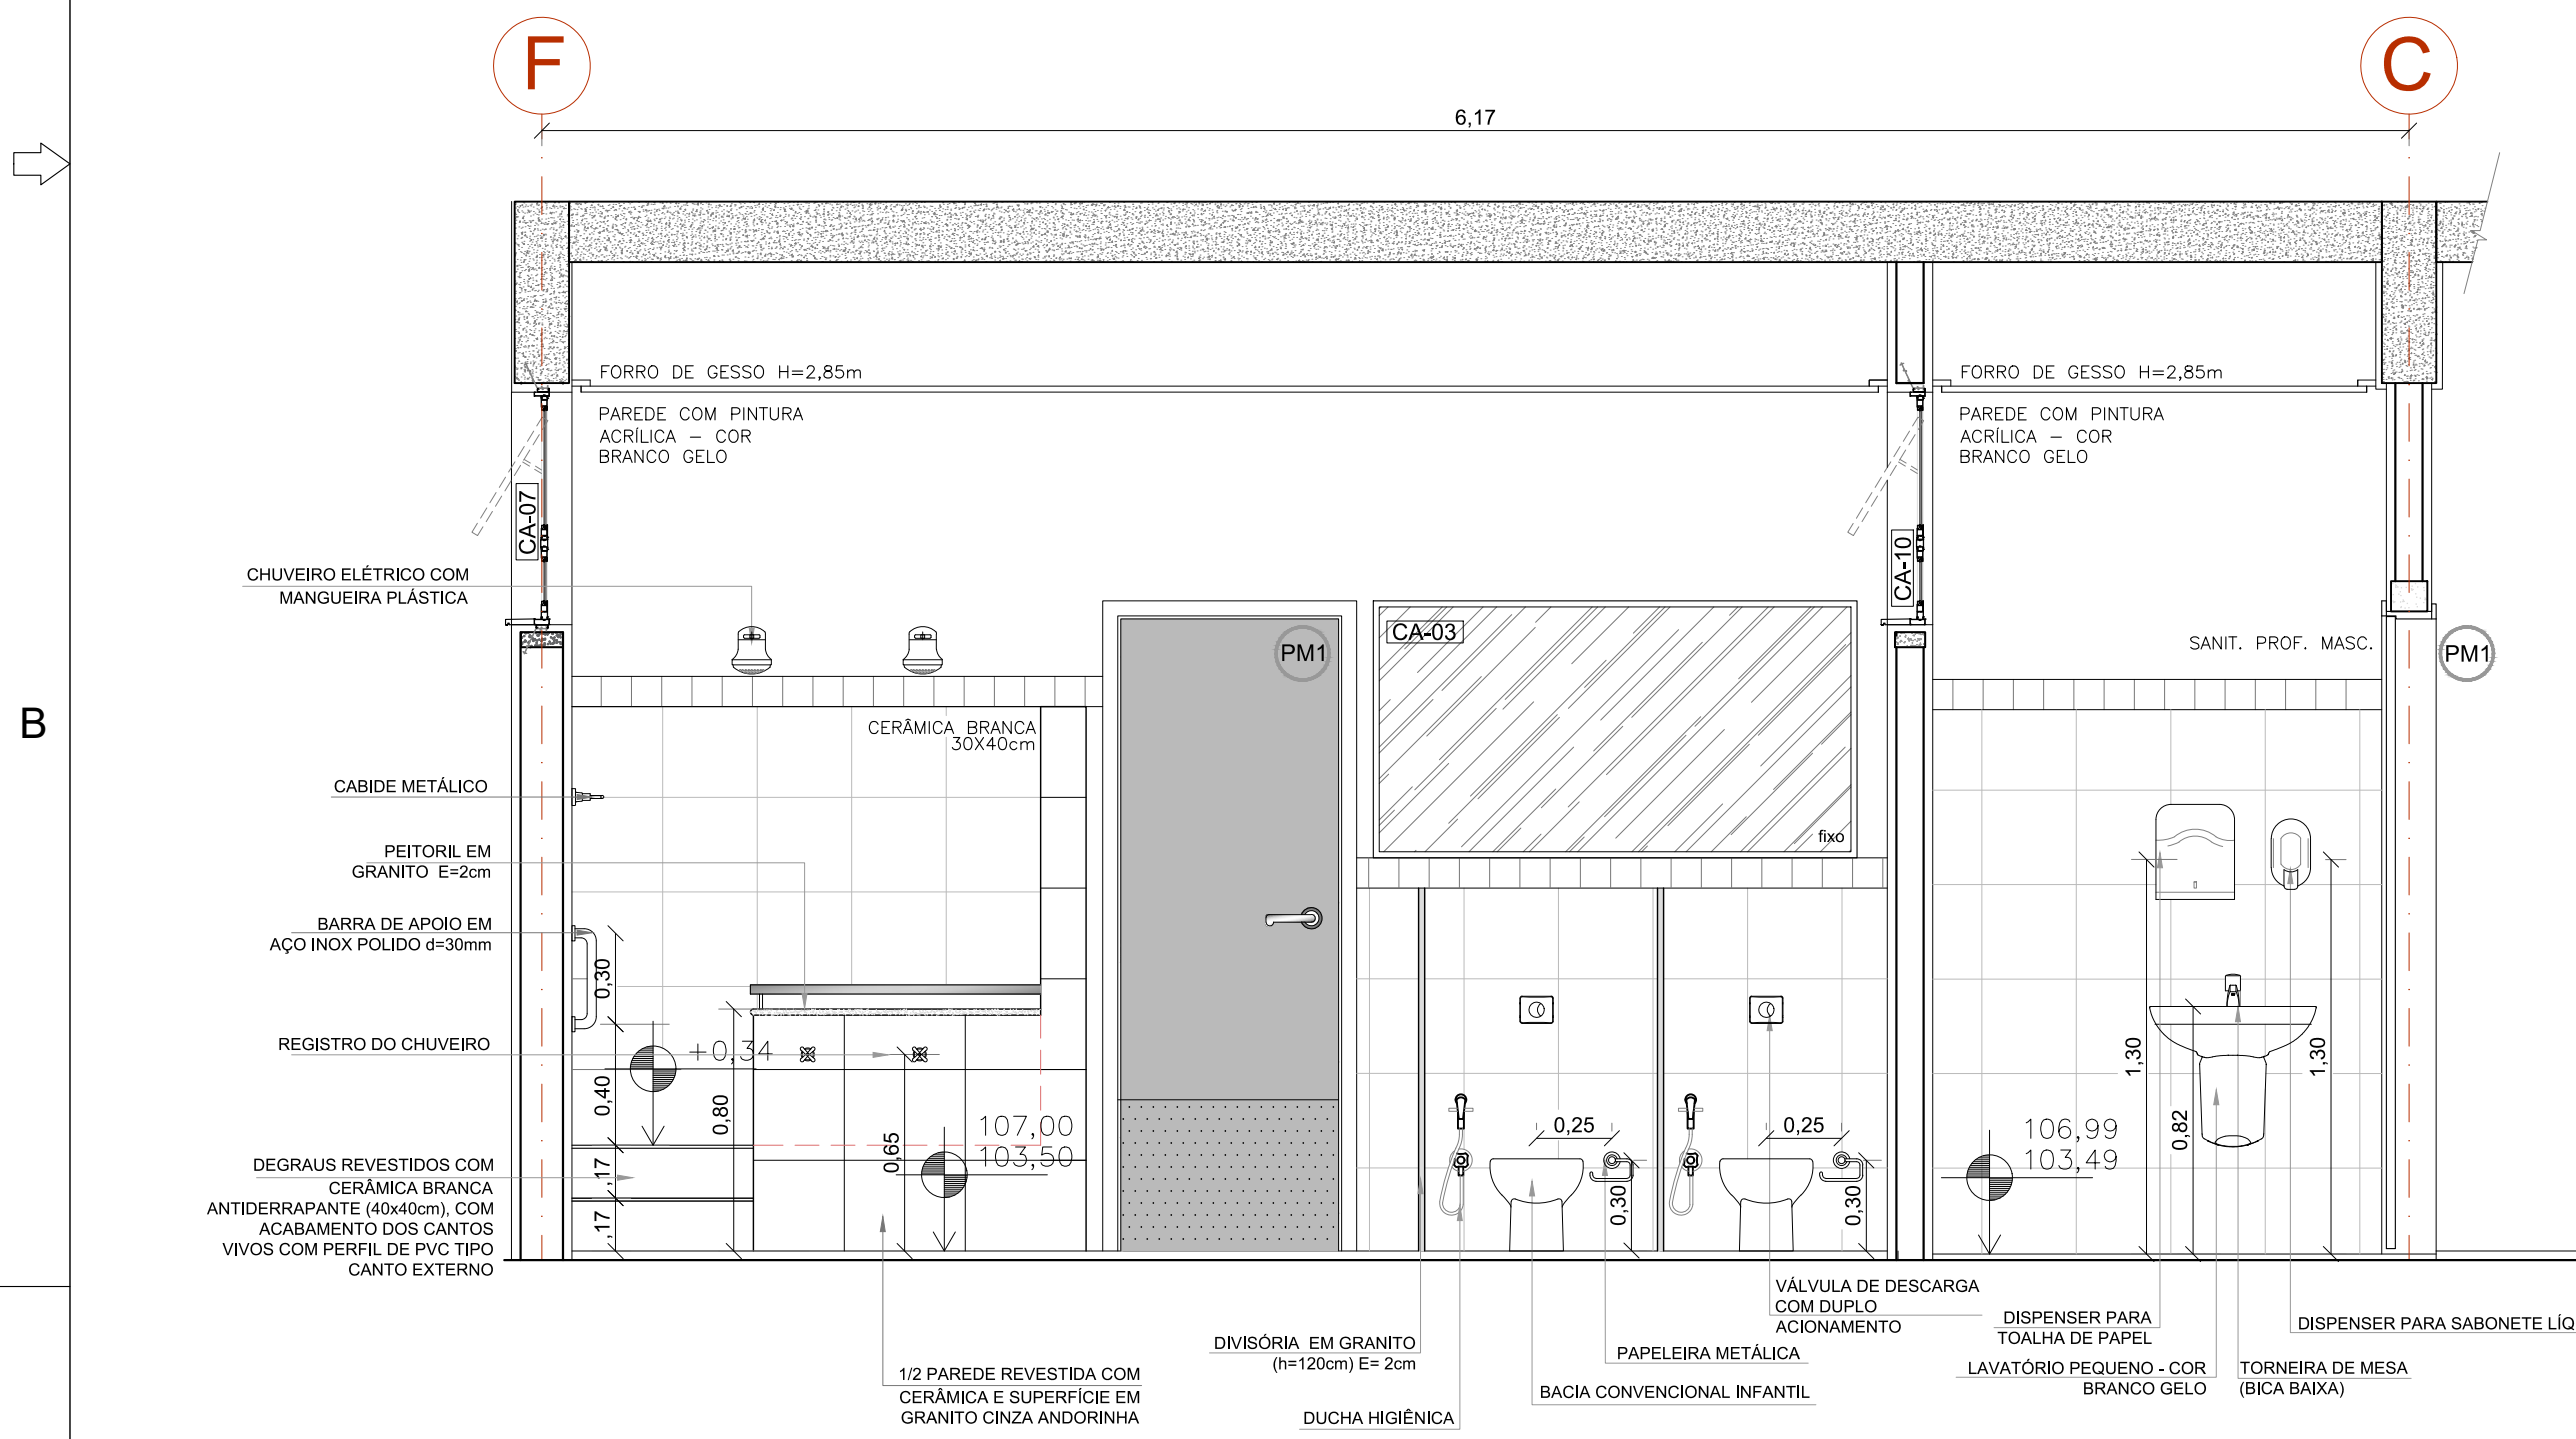 F
C
6,17
FORRO DE GESSO H=2,85m
FORRO DE GESSO H=2,85m
PAREDE COM PINTURA
ACRÍLICA – COR
BRANCO GELO
PAREDE COM PINTURA
ACRÍLICA – COR
BRANCO GELO
CA-07
CA-10
CHUVEIRO ELÉTRICO COM
MANGUEIRA PLÁSTICA
CA-03
PM1
SANIT. PROF. MASC.
PM1
B
CERÂMICA BRANCA
30X40cm
CABIDE METÁLICO
fixo
PEITORIL EM
GRANITO E=2cm
BARRA DE APOIO EM
AÇO INOX POLIDO d=30mm
0,30
REGISTRO DO CHUVEIRO
+0,34
0,40
0,80
0,65
107,00
103,50
0,25
0,25
0,30
0,30
1,30
1,30
0,82
106,99
103,49
,17
,17
DEGRAUS REVESTIDOS COM
CERÂMICA BRANCA
ANTIDERRAPANTE (40x40cm), COM
ACABAMENTO DOS CANTOS
VIVOS COM PERFIL DE PVC TIPO
CANTO EXTERNO
1/2 PAREDE REVESTIDA COM
CERÂMICA E SUPERFÍCIE EM
GRANITO CINZA ANDORINHA
DIVISÓRIA EM GRANITO
(h=120cm) E= 2cm
DUCHA HIGIÊNICA
BACIA CONVENCIONAL INFANTIL
PAPELEIRA METÁLICA
VÁLVULA DE DESCARGA
COM DUPLO
ACIONAMENTO
DISPENSER PARA
TOALHA DE PAPEL
LAVATÓRIO PEQUENO - COR
BRANCO GELO
TORNEIRA DE MESA
(BICA BAIXA)
DISPENSER PARA SABONETE LÍQ